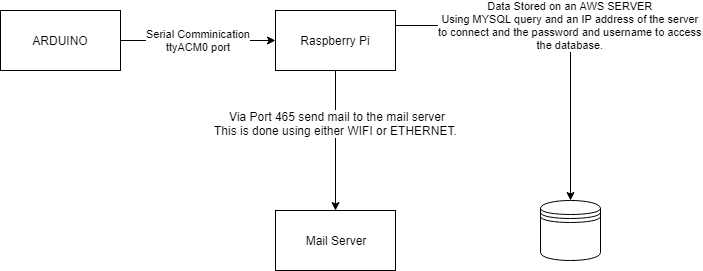 Data Stored on an AWS SERVER
Using MYSQL query and an IP address of the server
to connect and the password and username to access
the database.
ARDUINO
Serial Comminication
ttyACM0 port
Raspberry Pi
Via Port 465 send mail to the mail server
This is done using either WIFI or ETHERNET.
Mail Server